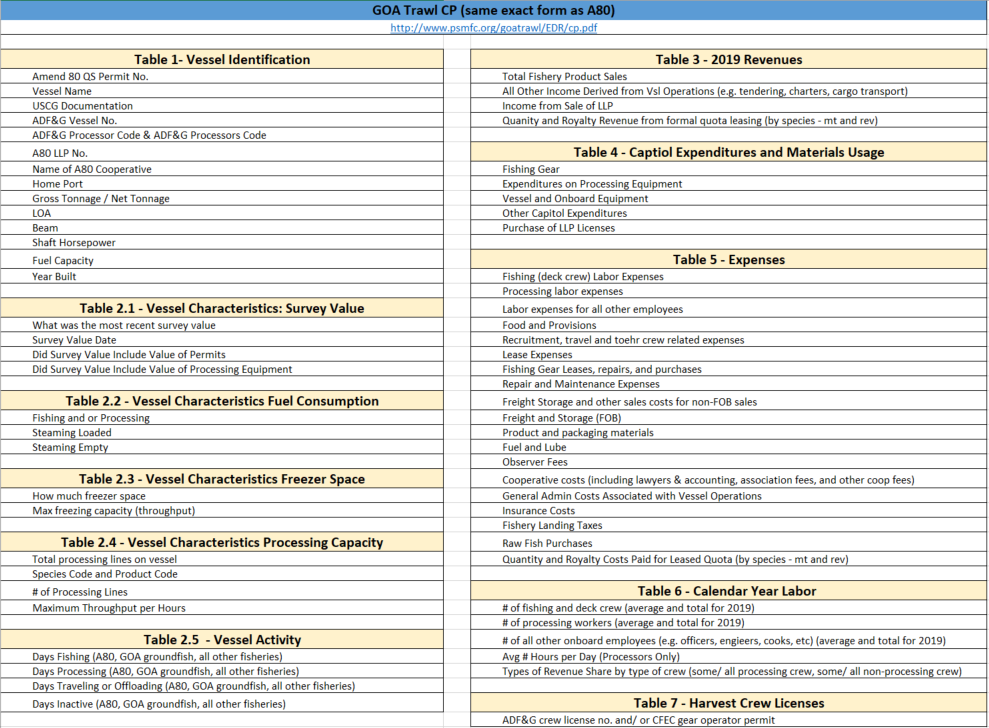 GOA Trawl CP (same exact form as A80)
http://www.psmfc.org/goatrawl/EDR/cp.pdf
Table 1- Vessel Identification
Amend 80 QS Permit No.
Vessel Name
USCG Documentation
ADF&G Vessel No.
ADF&G Processor Code & ADF&G Processors Code
A80 LLP No.
Name of A80 Cooperative
Home Port
Gross Tonnage / Net Tonnage
LOA
Beam
Shaft Horsepower
Fuel Capacity
Year Built
Table 2.1 - Vessel Characteristics: Survey Value
What was the most recent survey value
Survey Value Date
Did Survey Value Include Value of Permits
Did Survey Value Include Value of Processing Equipment
Table 2.2 - Vessel Characteristics Fuel Consumption
Fishing and or Processing
Steaming Loaded
Steaming Empty
Table 2.3 - Vessel Characteristics Freezer Space
How much freezer space
Max freezing capacity (throughput)
Table 2.4 - Vessel Characteristics Processing Capacity
Total processing lines on vessel
Species Code and Product Code
# of Processing Lines
Maximum Throughput per Hours
Table 2.5  - Vessel Activity
Days Fishing (A80, GOA groundfish, all other fisheries)
Days Processing (A80, GOA groundfish, all other fisheries)
Days Traveling or Offloading (A80, GOA groundfish, all other fisheries)
Days Inactive (A80, GOA groundfish, all other fisheries)
Table 3 - 2019 Revenues
Total Fishery Product Sales
All Other Income Derived from Vsl Operations (e.g. tendering, charters, cargo transport)
Income from Sale of LLP
Quanity and Royalty Revenue from formal quota leasing (by species - mt and rev)
Table 4 - Captiol Expenditures and Materials Usage
Fishing Gear
Expenditures on Processing Equipment
Vessel and Onboard Equipment
Other Capitol Expenditures
Purchase of LLP Licenses
Table 5 - Expenses
Fishing (deck crew) Labor Expenses
Processing labor expenses
Labor expenses for all other employees
Food and Provisions
Recruitment, travel and toehr crew related expenses
Lease Expenses
Fishing Gear Leases, repairs, and purchases
Repair and Maintenance Expenses
Freight Storage and other sales costs for non-FOB sales
Freight and Storage (FOB)
Product and packaging materials
Fuel and Lube
Observer Fees
Cooperative costs (including lawyers & accounting, association fees, and other coop fees)
General Admin Costs Associated with Vessel Operations
Insurance Costs
Fishery Landing Taxes
Raw Fish Purchases
Quantity and Royalty Costs Paid for Leased Quota (by species - mt and rev)
Table 6 - Calendar Year Labor
# of fishing and deck crew (average and total for 2019)
# of processing workers (average and total for 2019)
# of all other onboard employees (e.g. officers, engieers, cooks, etc) (average and total for 2019)
Avg # Hours per Day (Processors Only)
Types of Revenue Share by type of crew (some/ all processing crew, some/ all non-processing crew)
Table 7 - Harvest Crew Licenses
ADF&G crew license no. and/ or CFEC gear operator permit